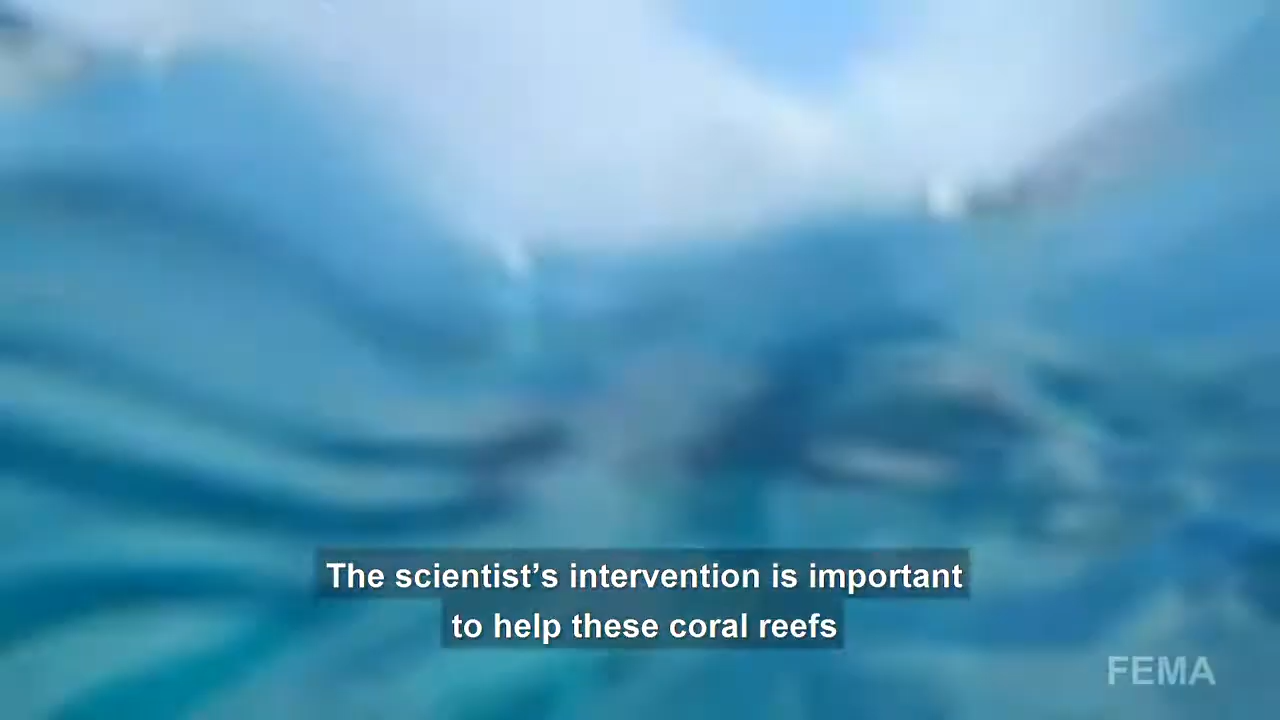 The scientist’s intervention is important
to help these coral reefs
FEMA